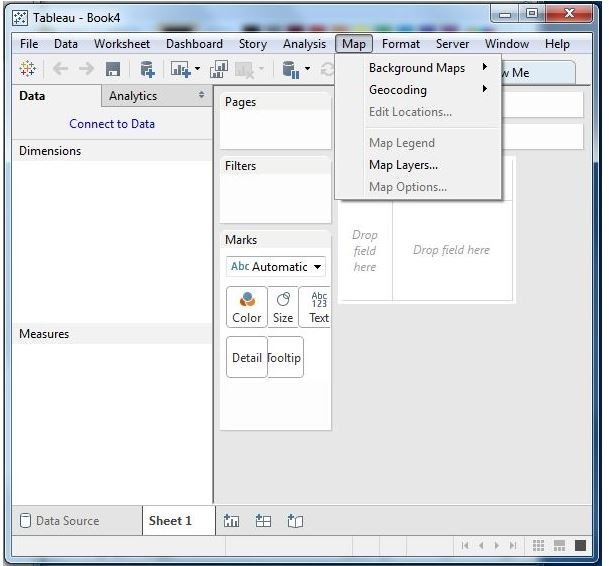 Tableau - Book4
File Data Worksheet Dashboard Story Analysis Map Format Server Window Help
Background Maps
Geocoding
Edit Locations...
Map Legend
Map Layers...
Map Options...
w Me
Data Analytics
Connect to Data
Dimensions
Measures
Pages
Filters
Marks
Abc Automatic
Abc
123
Color Size Text
Detail Tooltip
Drop
field
here
Drop field here
Data Source Sheet 1